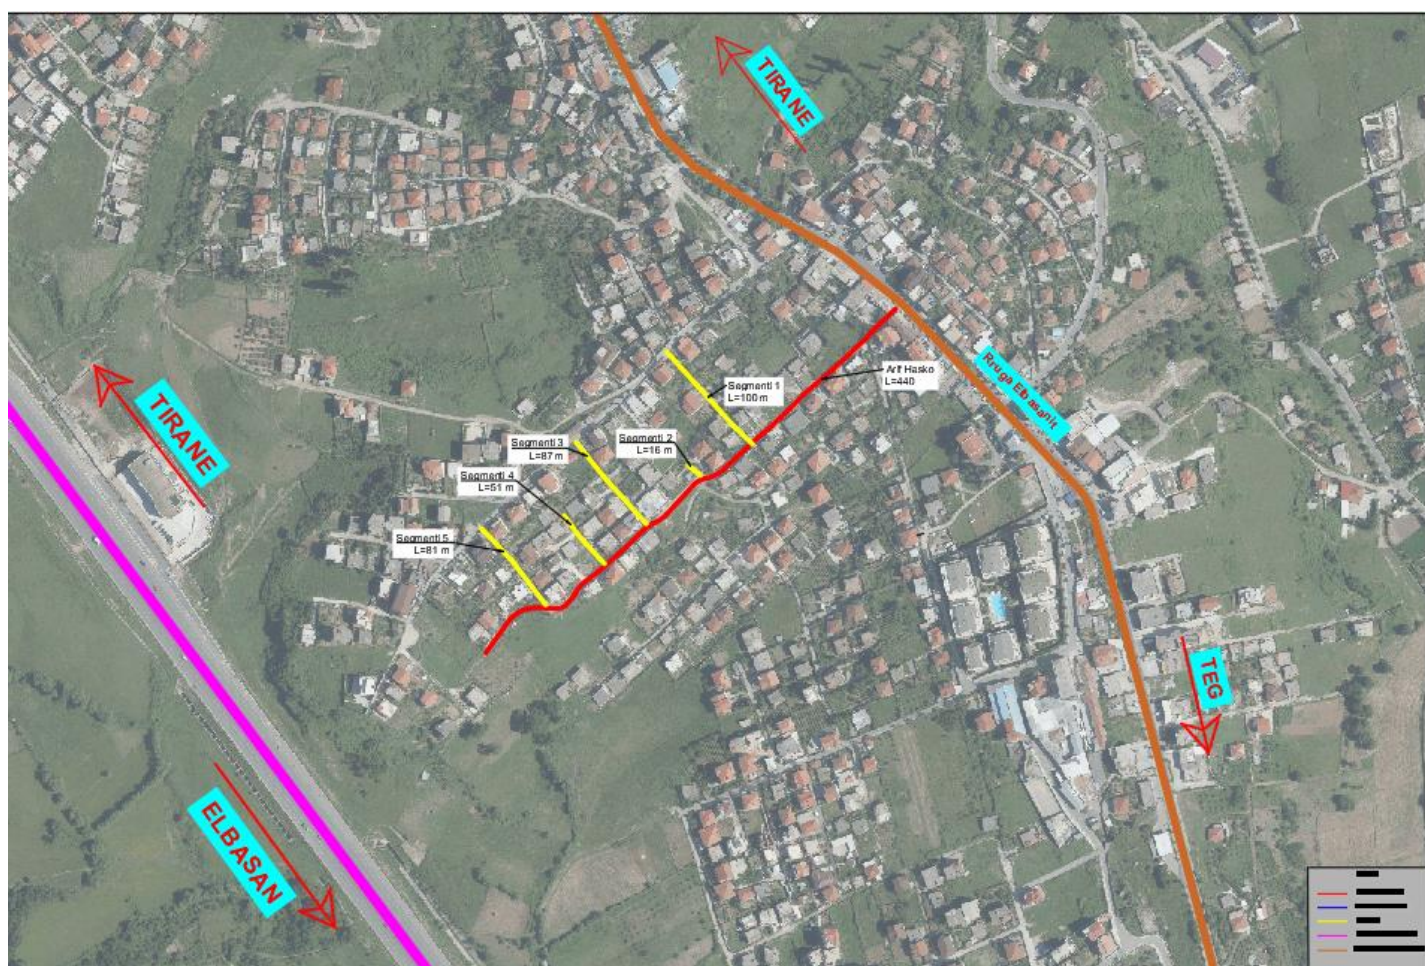 TIRANE
Rruga Elbasanit
Arif Hasko
L=440
Segmenti 1
L=100 m
Segmenti 2
L=16 m
Segmenti 3
L=87 m
Segmenti 4
L=51 m
Segmenti 5
L=81 m
TIRANE
TEG
ELBASAN